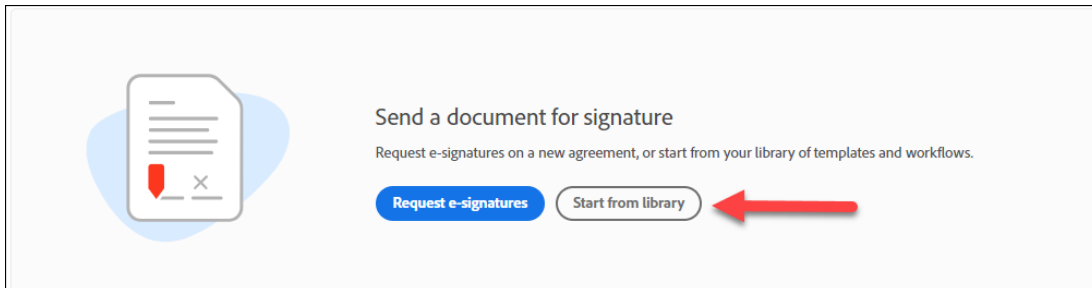 Send a document for signature
Request e-signatures on a new agreement, or start from your library of templates and workflows.
Request e-signatures
Start from library